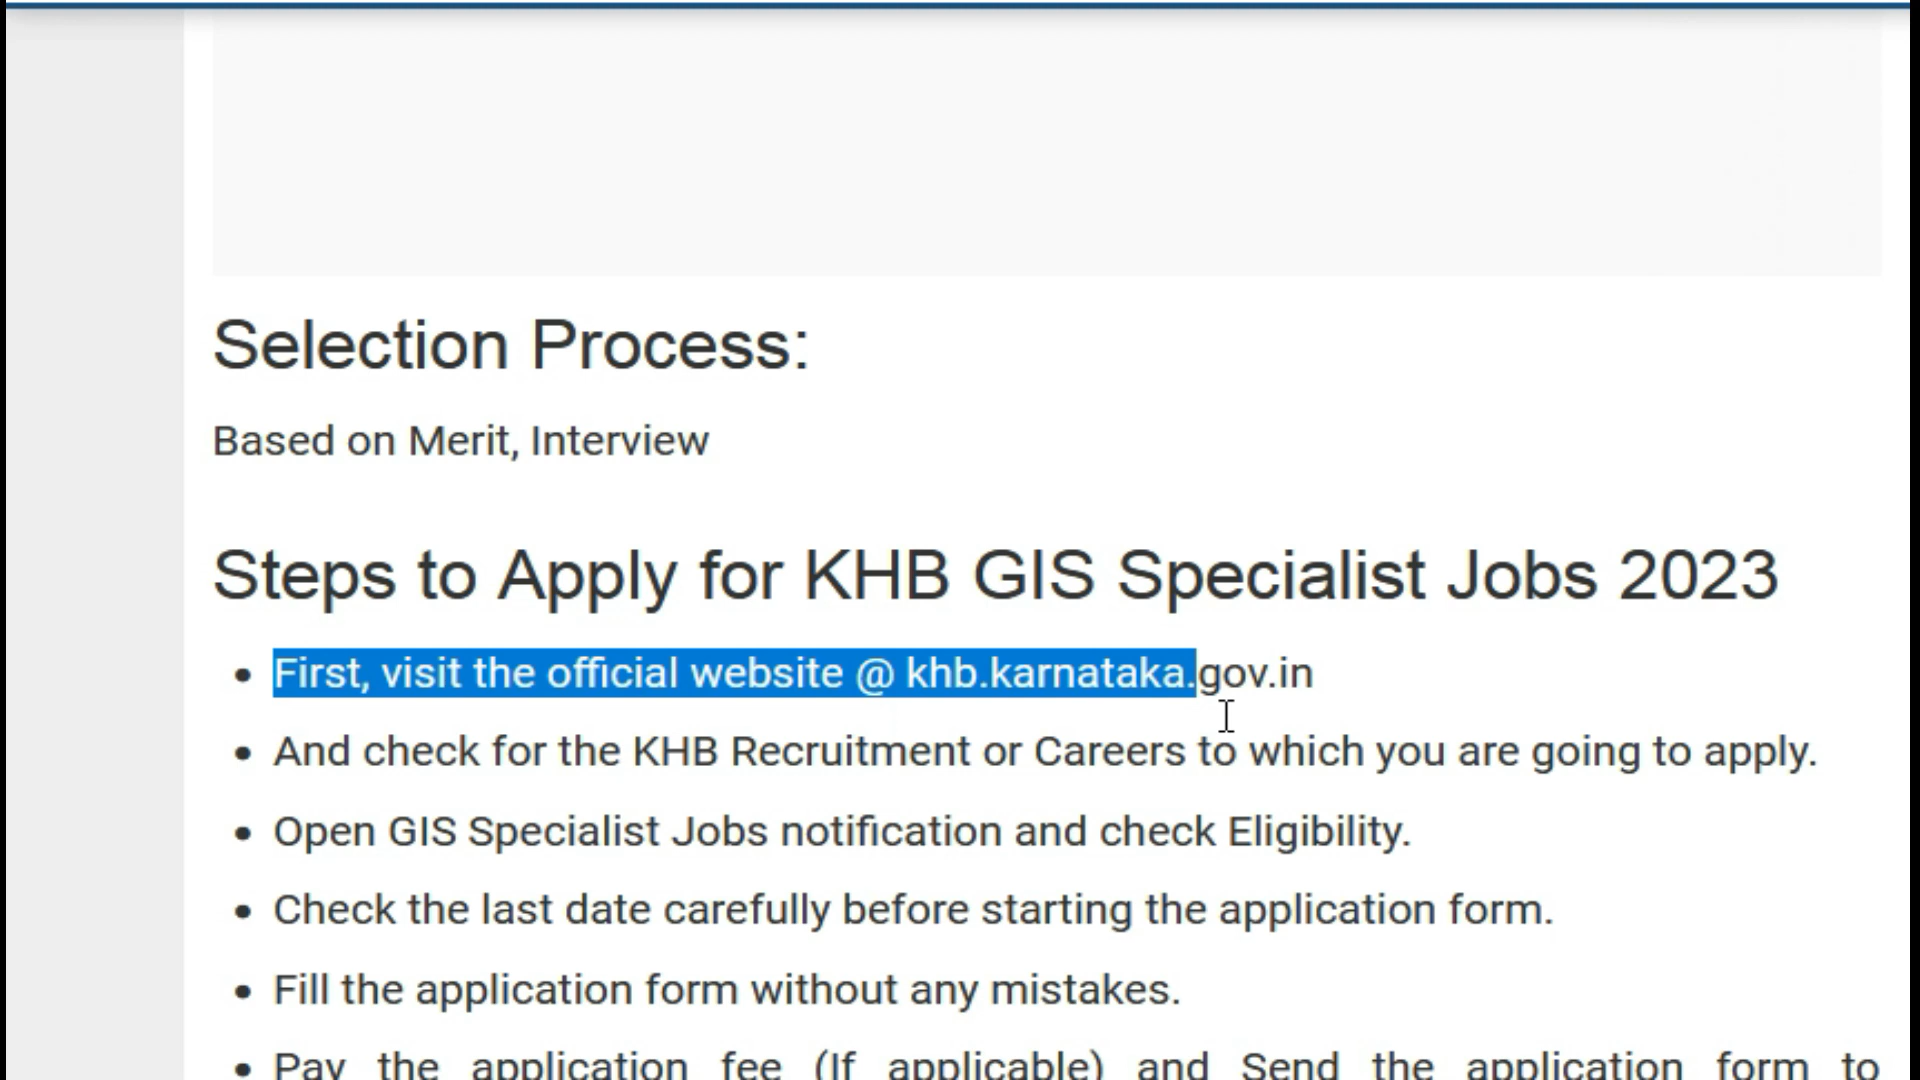 Selection Process:
Based on Merit, Interview
Steps to Apply for KHB GIS Specialist Jobs 2023
• First, visit the official website @ khb.karnataka.gov.in
• And check for the KHB Recruitment or Careers to which you are going to apply.
• Open GIS Specialist Jobs notification and check Eligibility.
• Check the last date carefully before starting the application form.
• Fill the application form without any mistakes.
• Pay the application fee (If applicable) and Send the application form to